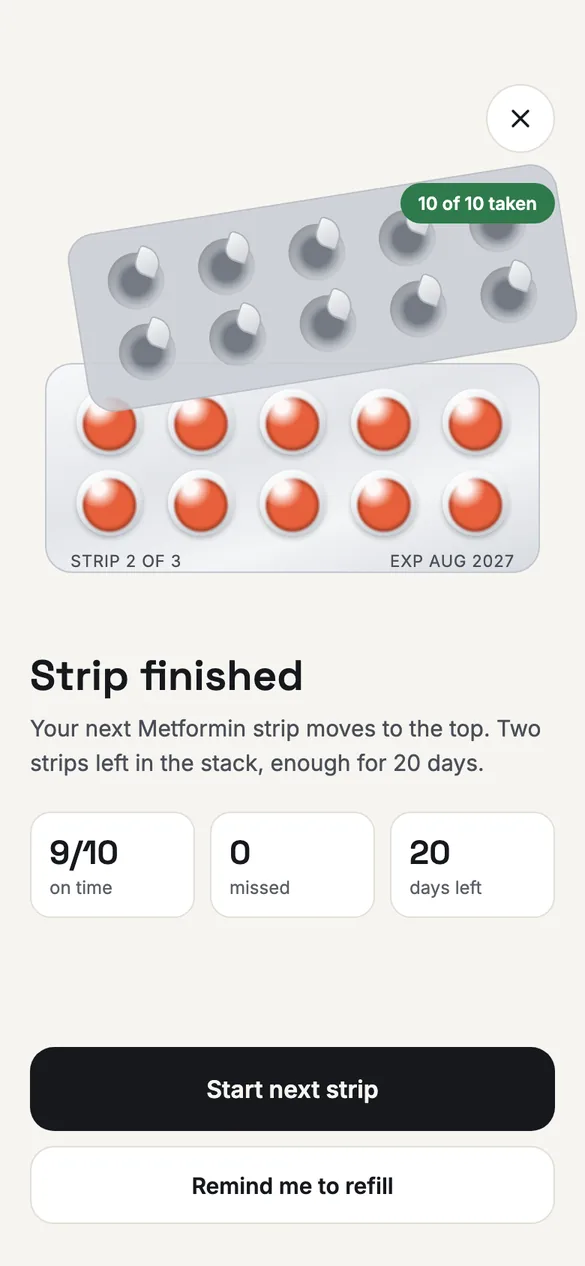 10 of 10 taken
STRIP 2 OF 3
EXP AUG 2027
Strip finished
Your next Metformin strip moves to the top. Two
strips left in the stack, enough for 20 days.
9/10
on time
0
missed
20
days left
Start next strip
Remind me to refill